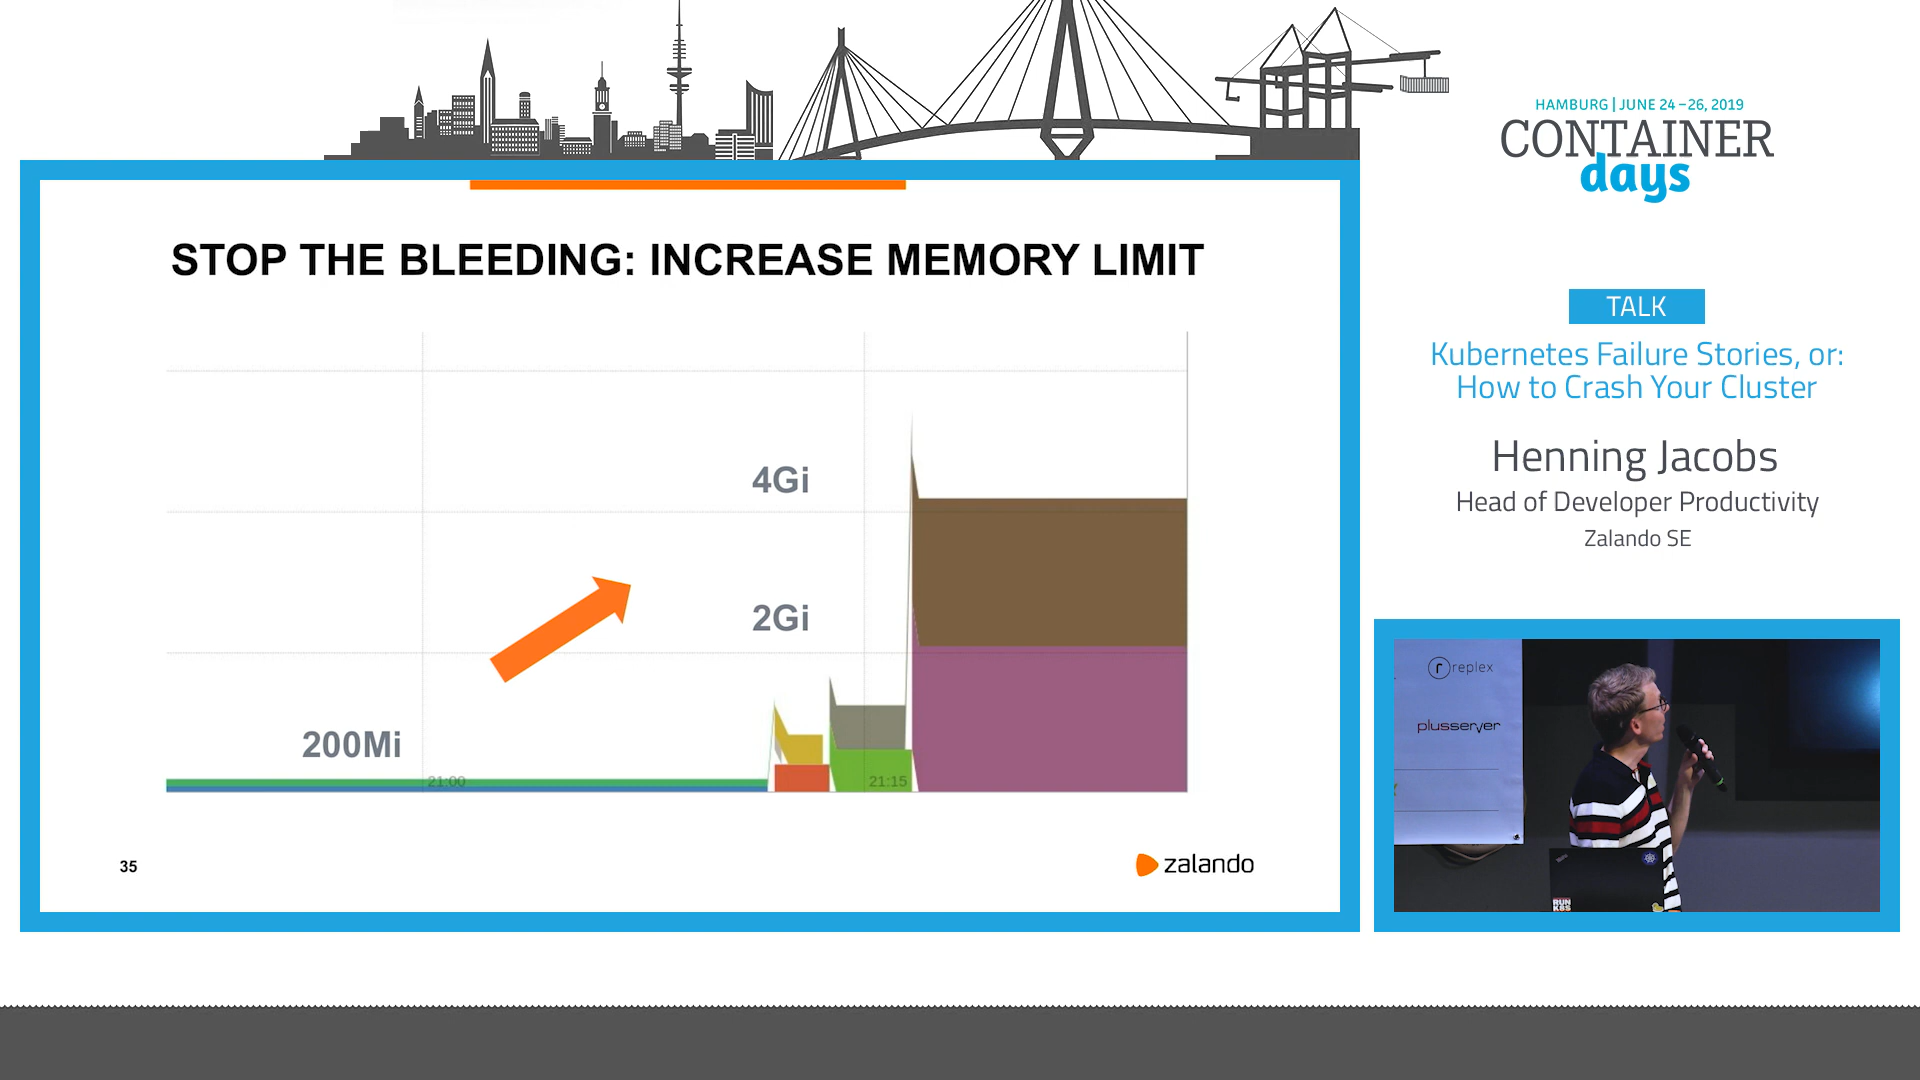 HAMBURG | JUNE 24 – 26, 2019
CONTAINER
days
STOP THE BLEEDING: INCREASE MEMORY LIMIT
4Gi
2Gi
200Mi
21:00
21:15
35
zalando
TALK
Kubernetes Failure Stories, or:
How to Crash Your Cluster
Henning Jacobs
Head of Developer Productivity
Zalando SE
r replex
plusserver
RUN
K8S